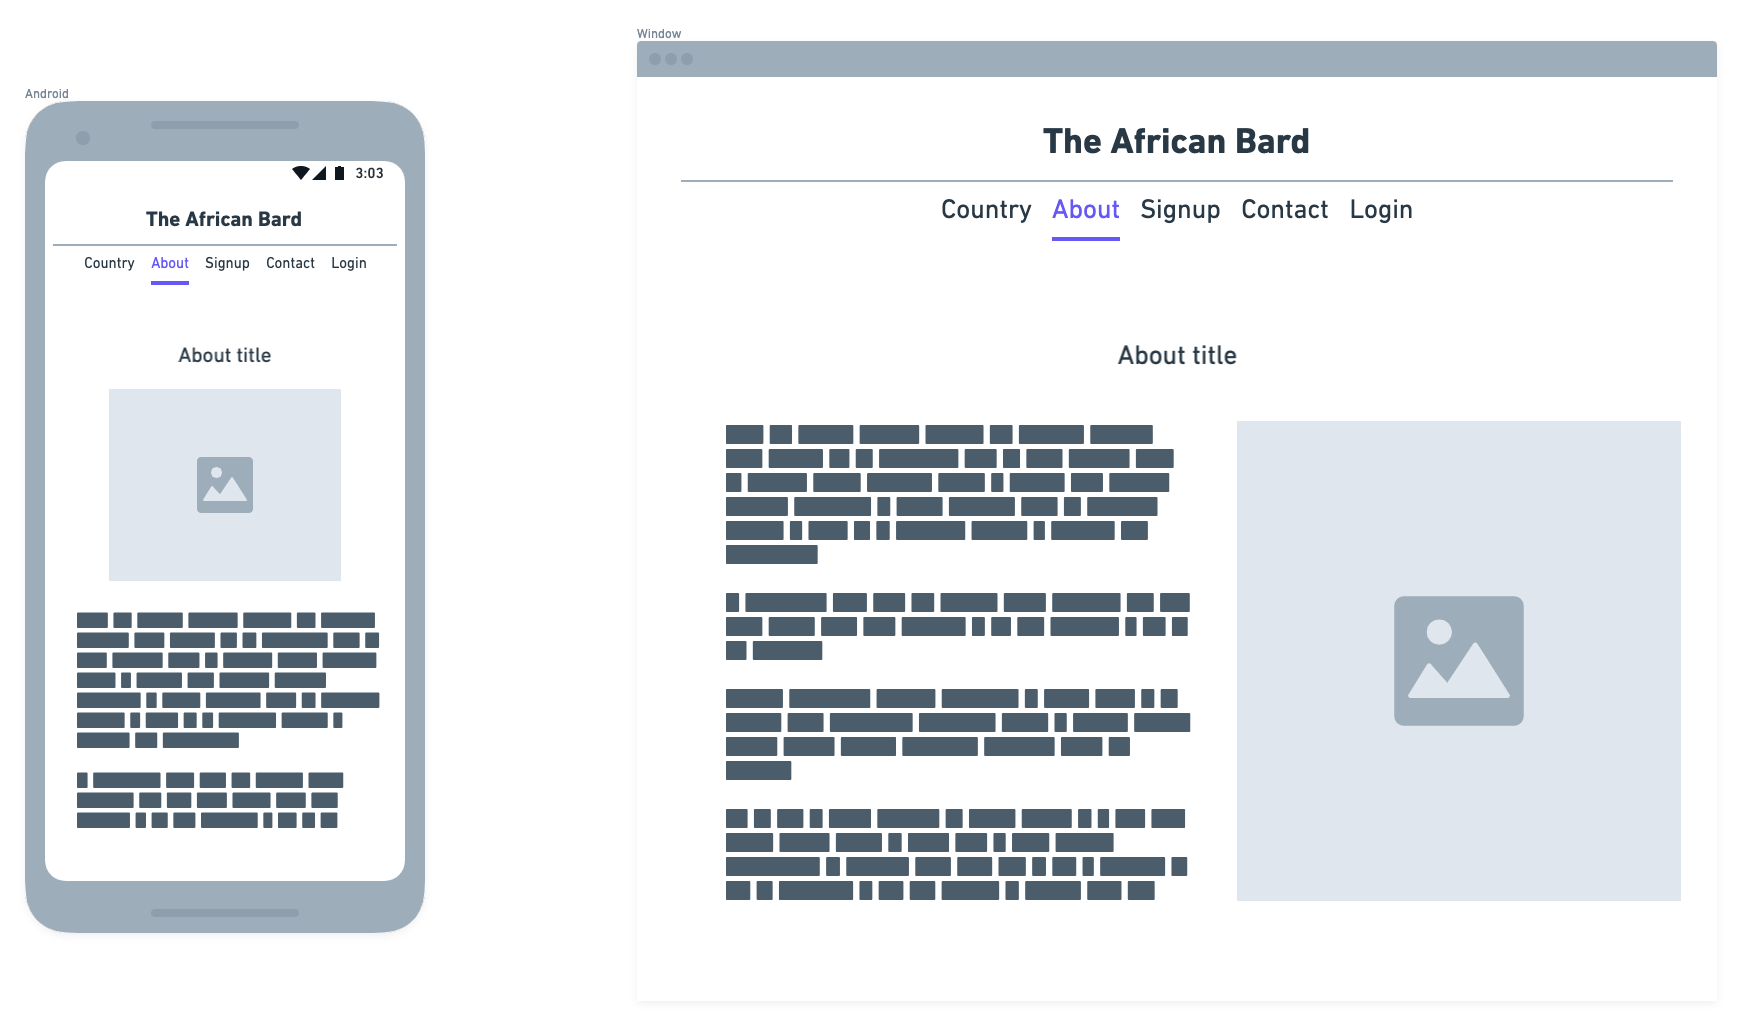 Android
3:03
The African Bard
Country About Signup Contact Login
About title
Window
The African Bard
Country About Signup Contact Login
About title